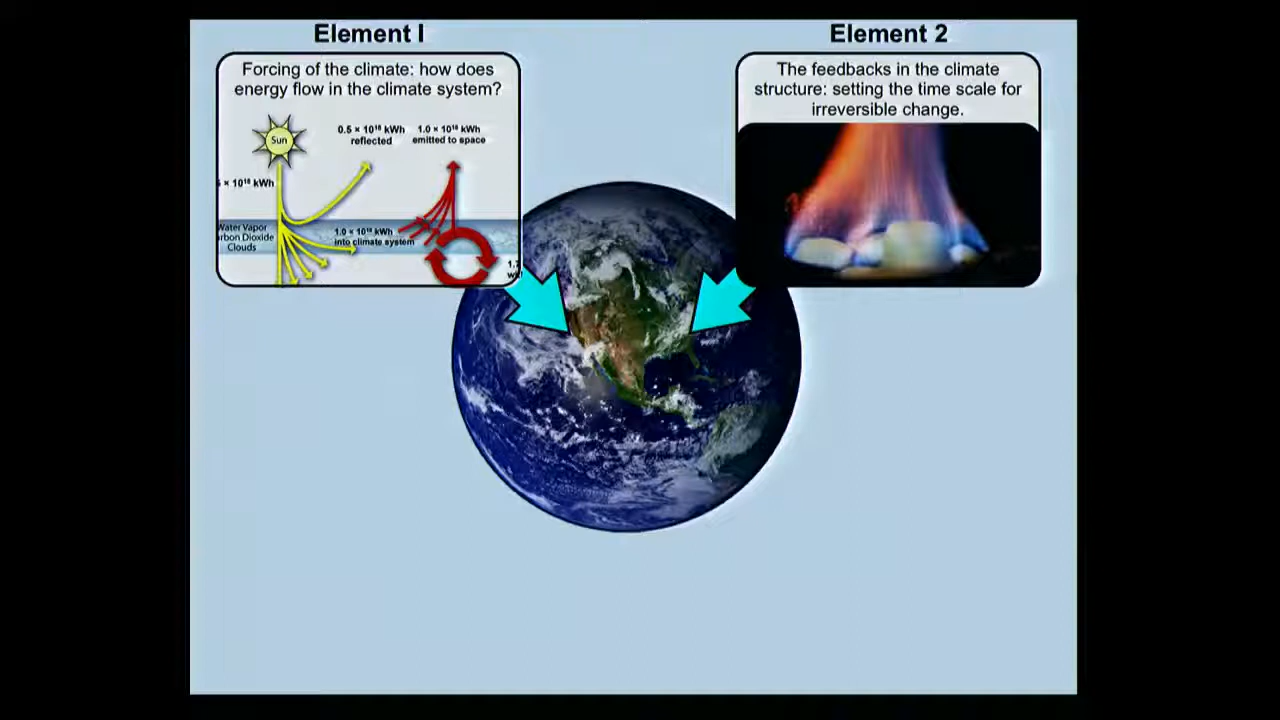 Element I
Forcing of the climate: how does
energy flow in the climate system?
Sun
0.5 × 10¹⁸ kWh
reflected
1.0 × 10¹⁸ kWh
emitted to space
× 10¹⁸ kWh
Water Vapor
rbon Dioxide
Clouds
1.0 × 10¹⁸ kWh
into climate system
1.
Element 2
The feedbacks in the climate
structure: setting the time scale for
irreversible change.